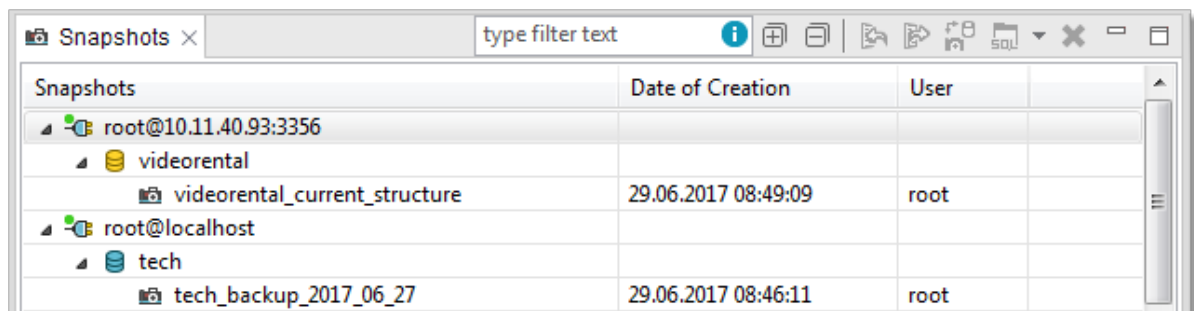 Snapshots type filter text
Snapshots Date of Creation User
root@10.11.40.93:3356
videorental
videorental_current_structure 29.06.2017 08:49:09 root
root@localhost
tech
tech_backup_2017_06_27 29.06.2017 08:46:11 root